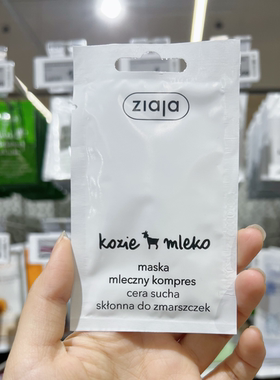 ziaja
kozie mleko
maska
mleczny kompres
cera sucha
skłonna do zmarszczek